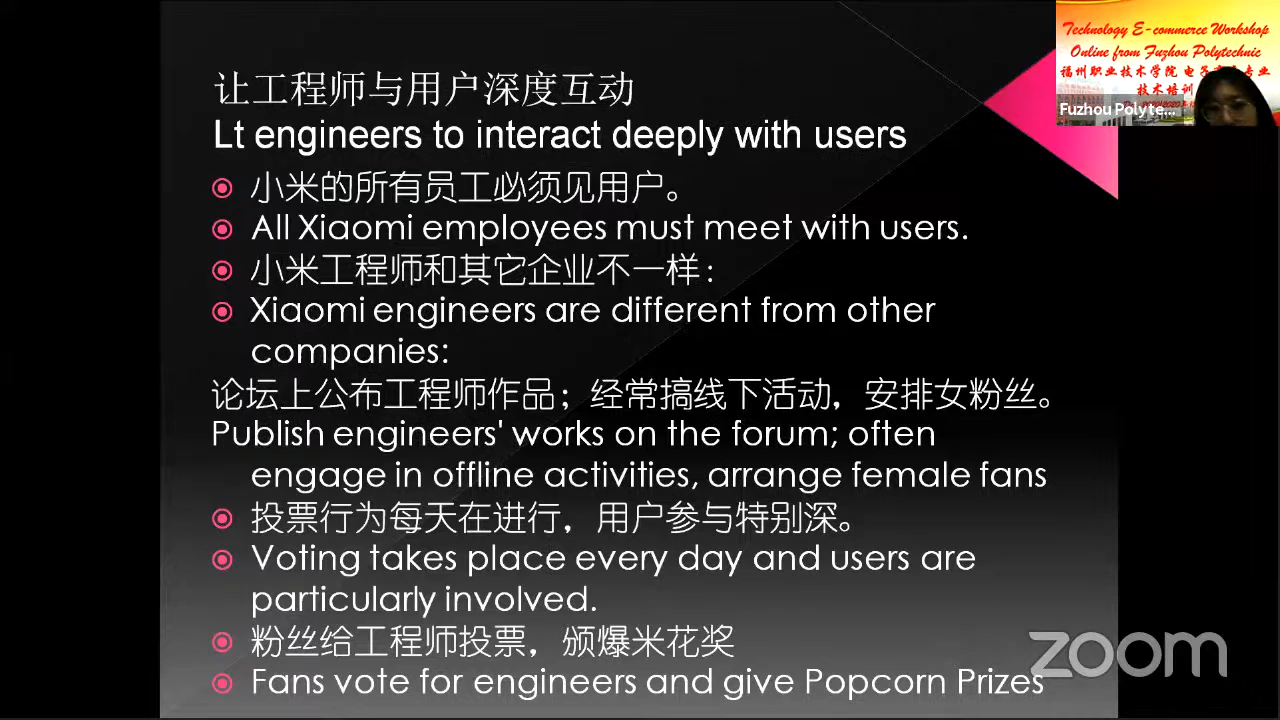 让工程师与用户深度互动
Lt engineers to interact deeply with users
小米的所有员工必须见用户。
All Xiaomi employees must meet with users.
小米工程师和其它企业不一样：
Xiaomi engineers are different from other
companies:
论坛上公布工程师作品；经常搞线下活动，安排女粉丝。
Publish engineers' works on the forum; often
engage in offline activities, arrange female fans
投票行为每天在进行，用户参与特别深。
Voting takes place every day and users are
particularly involved.
粉丝给工程师投票，颁爆米花奖
Fans vote for engineers and give Popcorn Prizes
zoom
Technology E-commerce Workshop
Online from Fuzhou Polytechnic
福州职业技术学院 电子
专业
技术培训
Fuzhou Polyte...